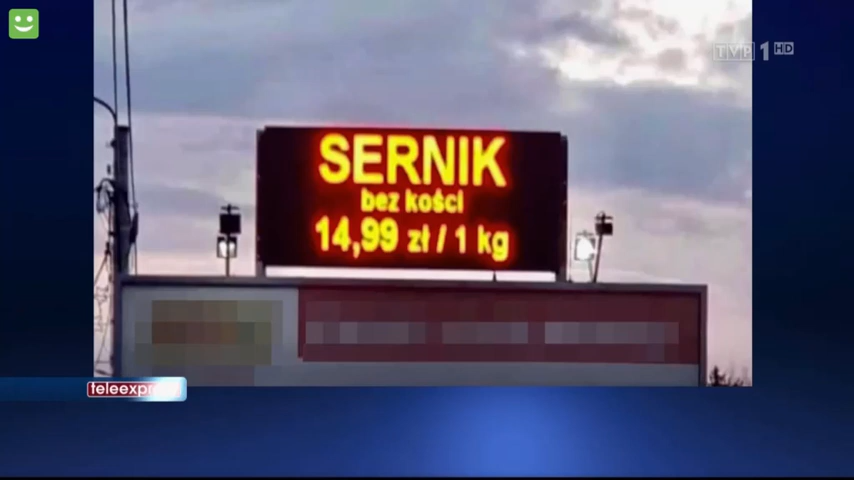 TVP 1 HD
SERNIK
bez kości
14,99 zł / 1 kg
teleexpress